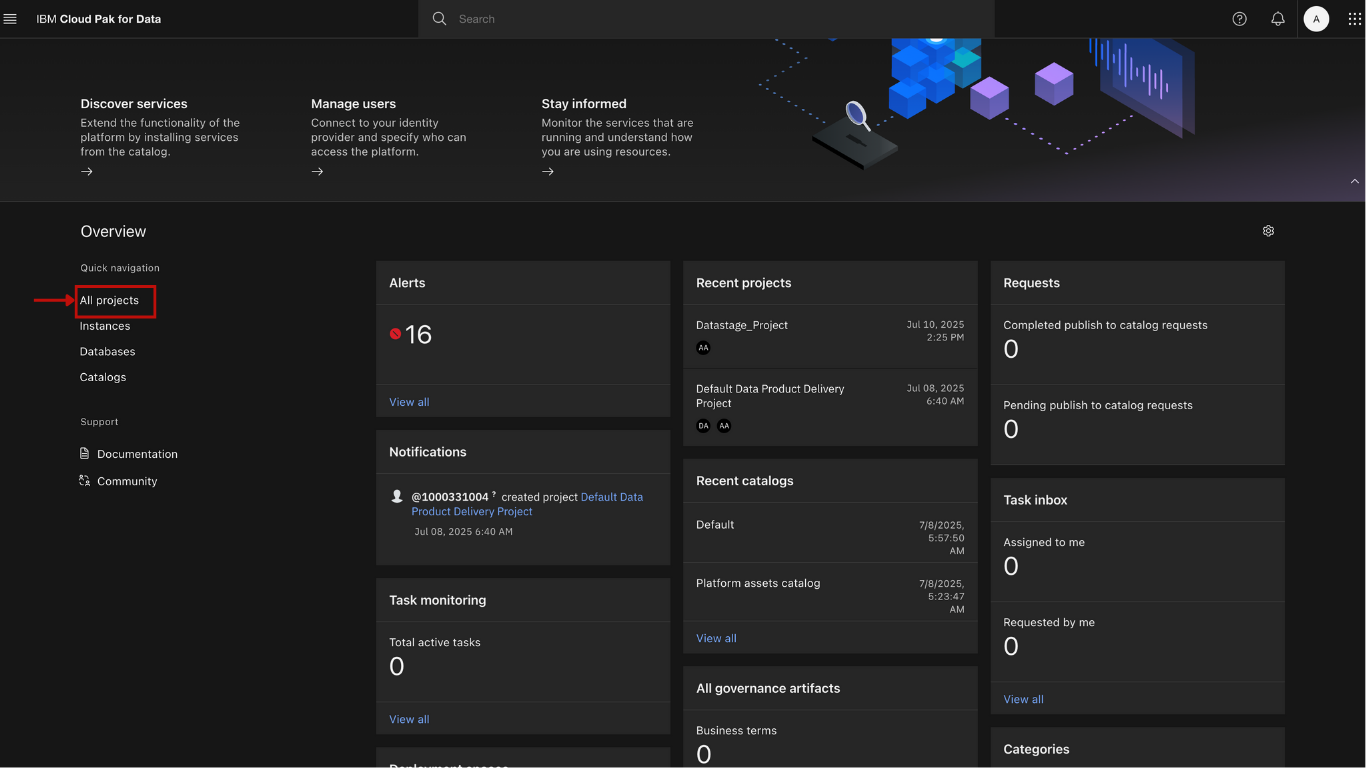 IBM Cloud Pak for Data
Search
A
Discover services
Extend the functionality of the
platform by installing services
from the catalog.
Manage users
Connect to your identity
provider and specify who can
access the platform.
Stay informed
Monitor the services that are
running and understand how
you are using resources.
Overview
Quick navigation
All projects
Instances
Databases
Catalogs
Support
Documentation
Community
Alerts
16
View all
Notifications
@1000331004 ? created project Default Data
Product Delivery Project
Jul 08, 2025 6:40 AM
Task monitoring
Total active tasks
0
View all
Deployment spaces
Recent projects
Datastage_Project
Jul 10, 2025
2:25 PM
AA
Default Data Product Delivery
Project
Jul 08, 2025
6:40 AM
DA AA
Recent catalogs
Default
7/8/2025,
5:57:50
AM
Platform assets catalog
7/8/2025,
5:23:47
AM
View all
All governance artifacts
Business terms
0
Requests
Completed publish to catalog requests
0
Pending publish to catalog requests
0
Task inbox
Assigned to me
0
Requested by me
0
View all
Categories